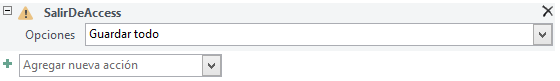 SalirDeAccess
Opciones Guardar todo
Agregar nueva acción